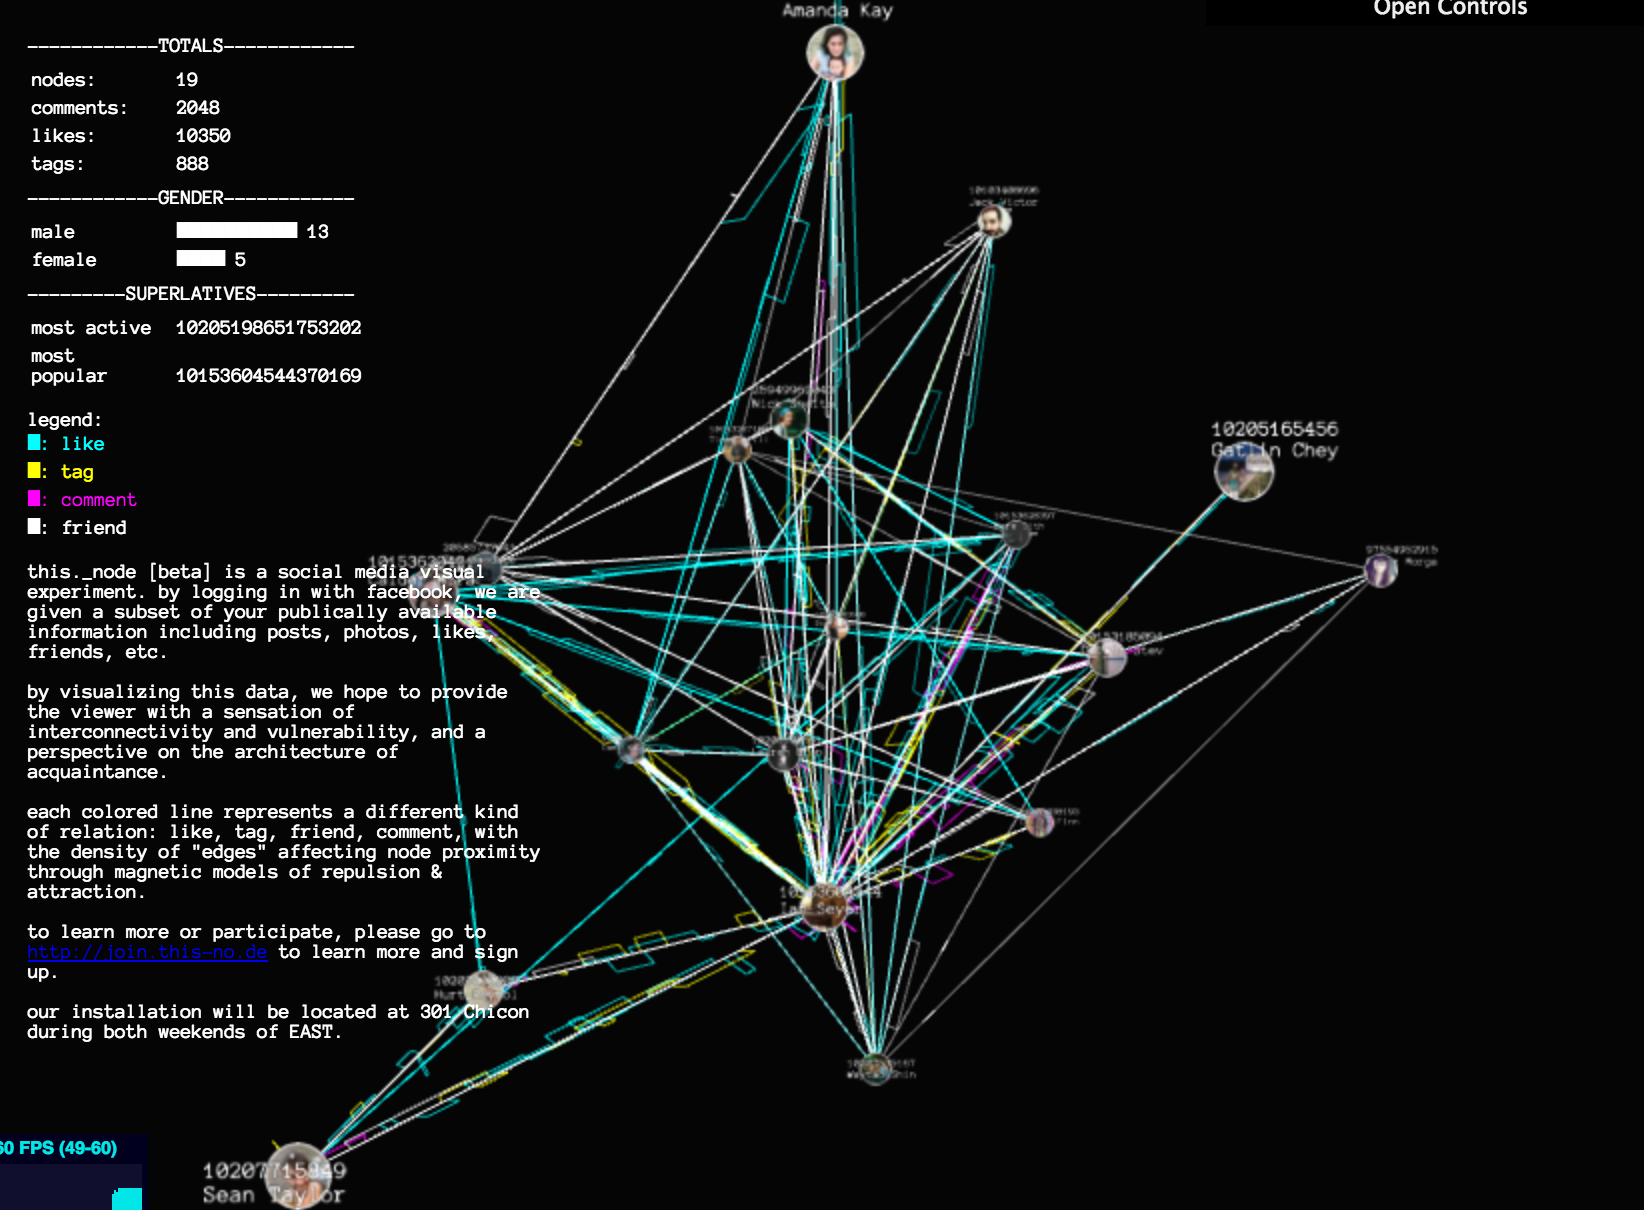 Amanda Kay
Open Controls
------------TOTALS------------
nodes: 19
comments: 2048
likes: 10350
tags: 888
------------GENDER------------
male 13
female 5
---------SUPERLATIVES---------
most active 10205198651753202
most
popular 10153604544370169
legend:
: like
: tag
: comment
: friend
this._node [beta] is a social media visual
experiment. by logging in with facebook, we are
given a subset of your publically available
information including posts, photos, likes,
friends, etc.
by visualizing this data, we hope to provide
the viewer with a sensation of
interconnectivity and vulnerability, and a
perspective on the architecture of
acquaintance.
each colored line represents a different kind
of relation: like, tag, friend, comment, with
the density of "edges" affecting node proximity
through magnetic models of repulsion &
attraction.
to learn more or participate, please go to
http://join.this-no.de to learn more and sign
up.
our installation will be located at 301 Chicon
during both weekends of EAST.
60 FPS (49-60)
Jack Victor
10205165456
Gatlin Chey
10207715849
Sean Taylor